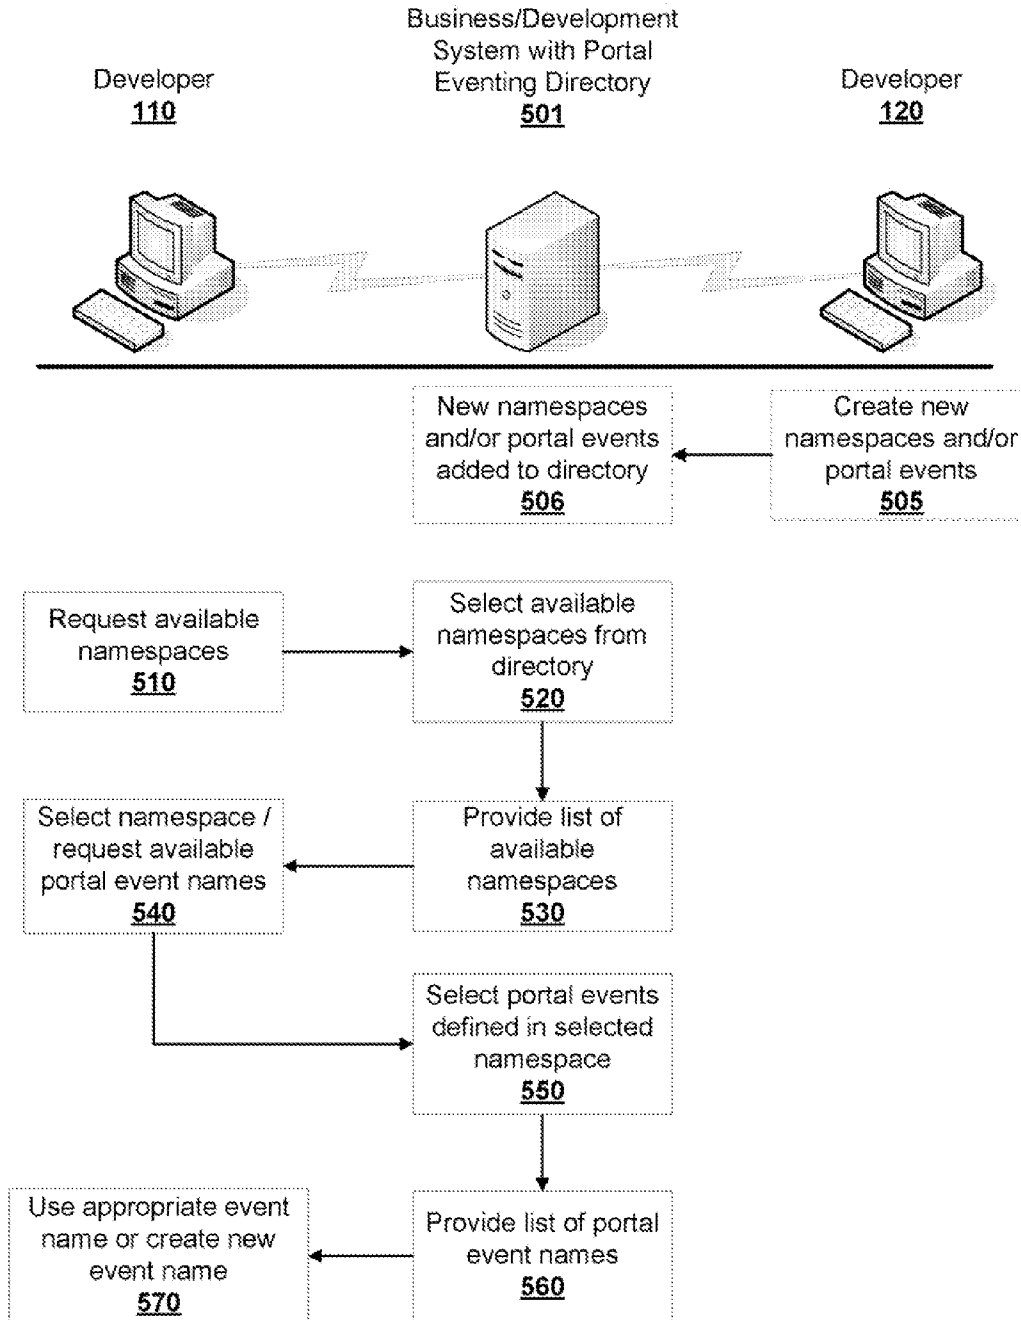 Developer
110
Business/Development
System with Portal
Eventing Directory
501
Developer
120
New namespaces
and/or portal events
added to directory
506
Create new
namespaces and/or
portal events
505
Request available
namespaces
510
Select available
namespaces from
directory
520
Select namespace /
request available
portal event names
540
Provide list of
available
namespaces
530
Select portal events
defined in selected
namespace
550
Use appropriate event
name or create new
event name
570
Provide list of portal
event names
560